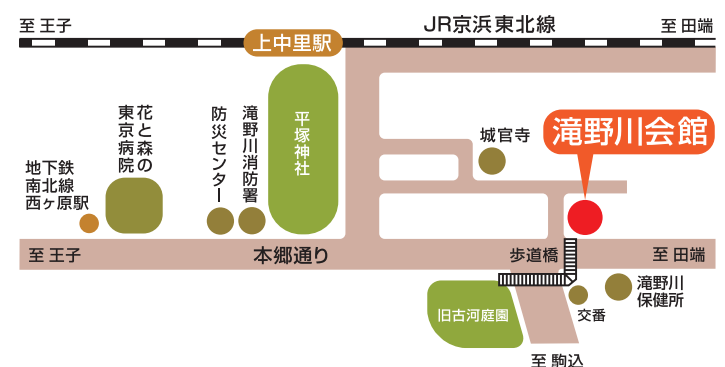 至 王子
JR京浜東北線
至 田端
上中里駅
花と森の
東京病院
防災センター
滝野川消防署
平塚神社
城官寺
滝野川会館
地下鉄
南北線
西ヶ原駅
至 王子
本郷通り
歩道橋
至 田端
滝野川
保健所
旧古河庭園
交番
至 駒込